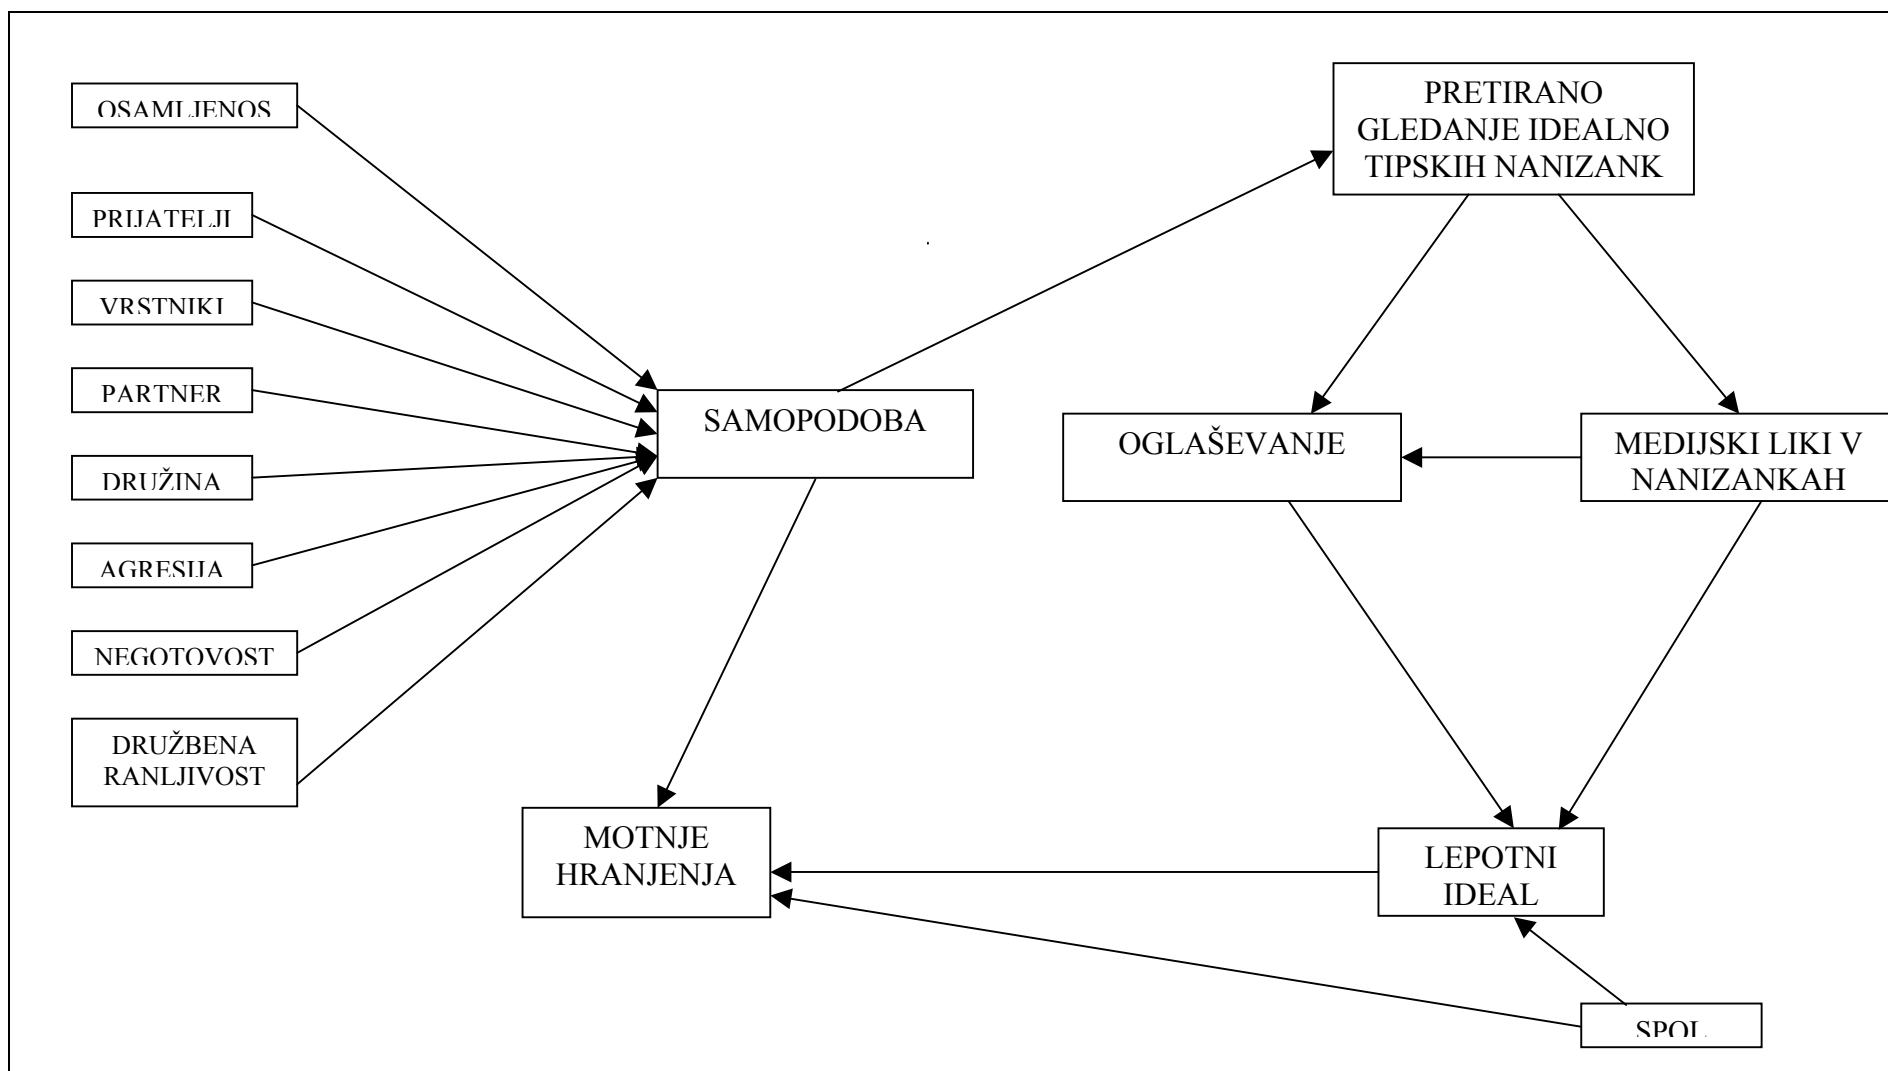 OSAMLJENOS
PRIJATELJI
VRSTNIKI
PARTNER
DRUŽINA
AGRESIJA
NEGOTOVOST
DRUŽBENA
RANLJIVOST
SAMOPODOBA
MOTNJE
HRANJENJA
PRETIRANO
GLEDANJE IDEALNO
TIPSKIH NANIZANK
OGLAŠEVANJE
MEDIJSKI LIKI V
NANIZANKAH
LEPOTNI
IDEAL
SPOL